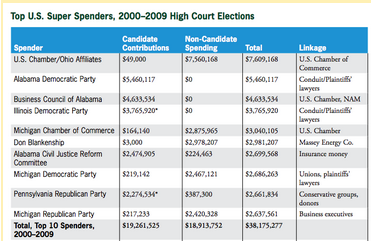 Top U.S. Super Spenders, 2000–2009 High Court Elections
Spender Candidate Contributions Non-Candidate Spending Total Linkage
U.S. Chamber/Ohio Affiliates $49,000 $7,560,168 $7,609,168 U.S. Chamber of Commerce
Alabama Democratic Party $5,460,117 $0 $5,460,117 Conduit/Plaintiffs' lawyers
Business Council of Alabama $4,633,534 $0 $4,633,534 U.S. Chamber, NAM
Illinois Democratic Party $3,765,920* $0 $3,765,920 Conduit/Plaintiffs' lawyers
Michigan Chamber of Commerce $164,140 $2,875,965 $3,040,105 U.S. Chamber
Don Blankenship $3,000 $2,978,207 $2,981,207 Massey Energy Co.
Alabama Civil Justice Reform Committee $2,474,905 $224,463 $2,699,568 Insurance money
Michigan Democratic Party $219,142 $2,467,121 $2,686,263 Unions, plaintiffs' lawyers
Pennsylvania Republican Party $2,274,534* $387,300 $2,661,834 Conservative groups, donors
Michigan Republican Party $217,233 $2,420,328 $2,637,561 Business executives
Total, Top 10 Spenders, 2000–2009 $19,261,525 $18,913,752 $38,175,277